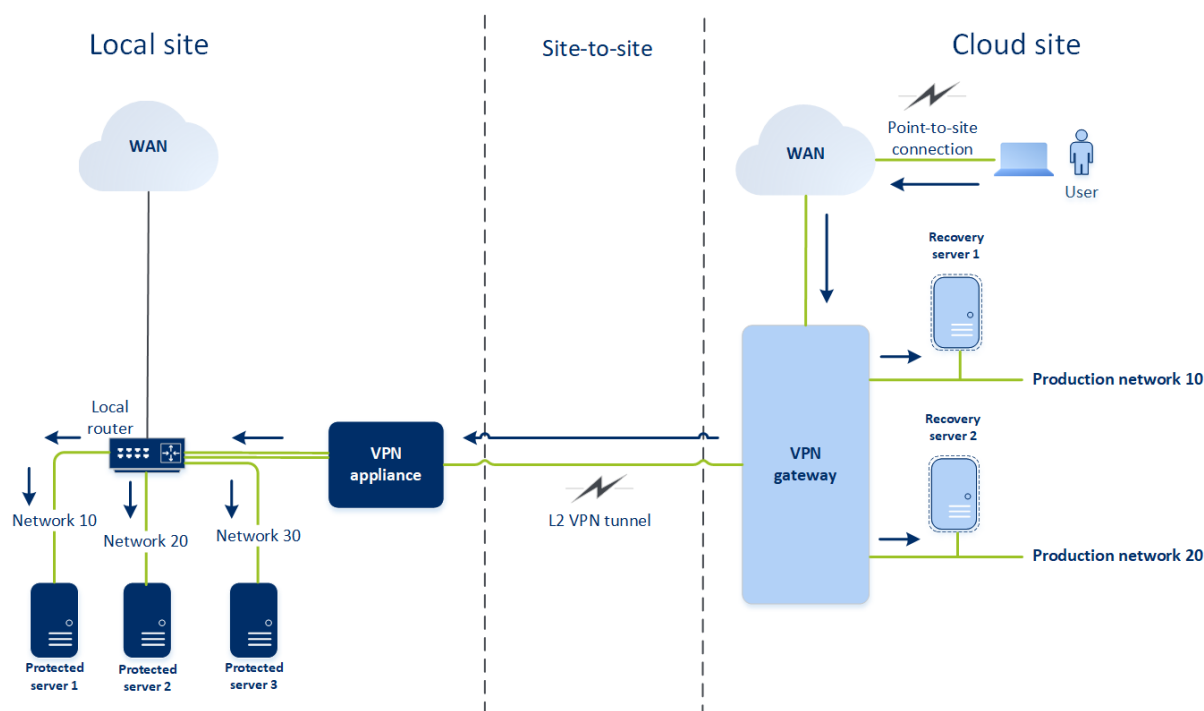 Local site
Site-to-site
Cloud site
WAN
WAN
Point-to-site
connection
User
Recovery
server 1
Production network 10
Local
router
VPN
appliance
L2 VPN tunnel
VPN
gateway
Recovery
server 2
Production network 20
Network 10
Network 20
Network 30
Protected
server 1
Protected
server 2
Protected
server 3